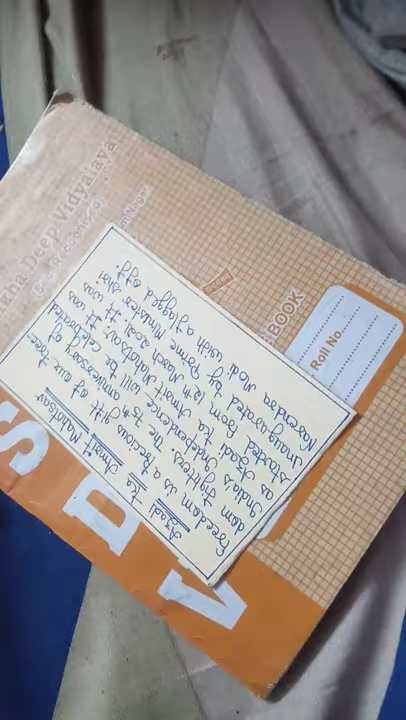 Deep Vidyalaya
Nagar
BOOK
Roll No.
Azadi Ka Amrit Mahotsav
Freedom is a Precious gift of our free
dom fighters. The 75th anniversary of
India's Independence will be celebrated
as Azadi Ka Amrit Mahotsav. It was
started from 12th March 2021. It was
inaugurated by Prime Minister Shri
Narendra Modi with a flagged off.
VDS